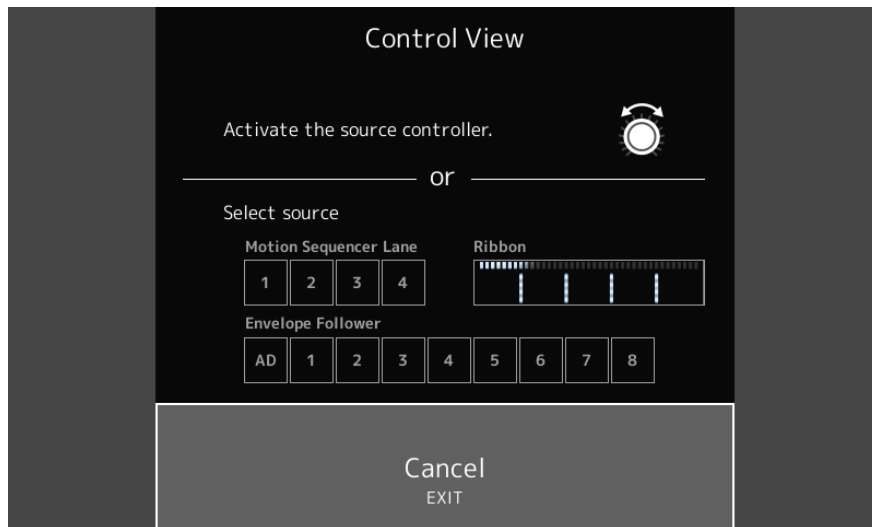 Control View
Activate the source controller.
or
Select source
Motion Sequencer Lane
Ribbon
1 2 3 4
Envelope Follower
AD 1 2 3 4 5 6 7 8
Cancel
EXIT